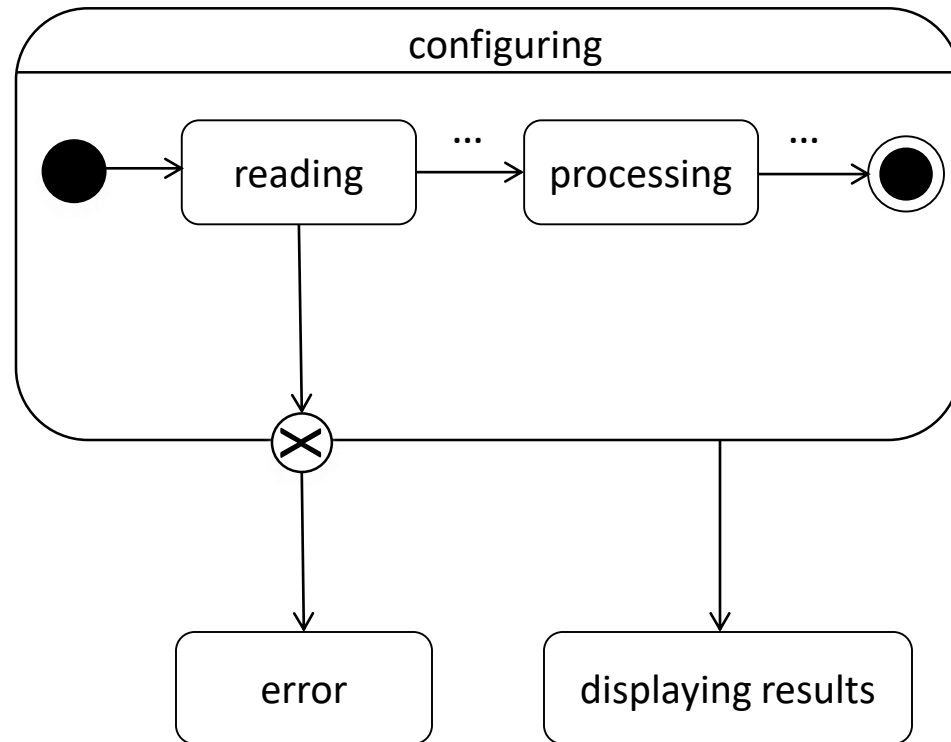 configuring
... ...
reading processing
error displaying results